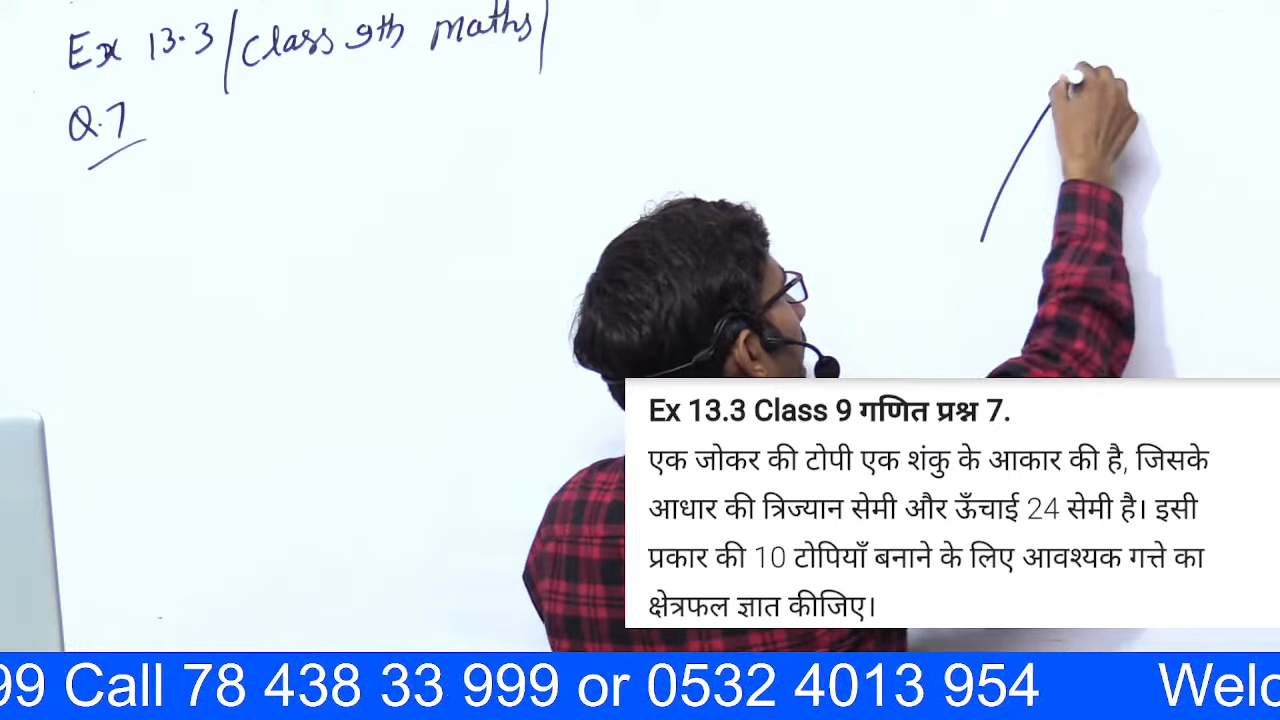 Ex 13.3 / Class 9th maths /
Q.7
Ex 13.3 Class 9 गणित प्रश्न 7.
एक जोकर की टोपी एक शंकु के आकार की है, जिसके
आधार की त्रिज्यान सेमी और ऊँचाई 24 सेमी है। इसी
प्रकार की 10 टोपियाँ बनाने के लिए आवश्यक गत्ते का
क्षेत्रफल ज्ञात कीजिए।
99 Call 78 438 33 999 or 0532 4013 954 Welc